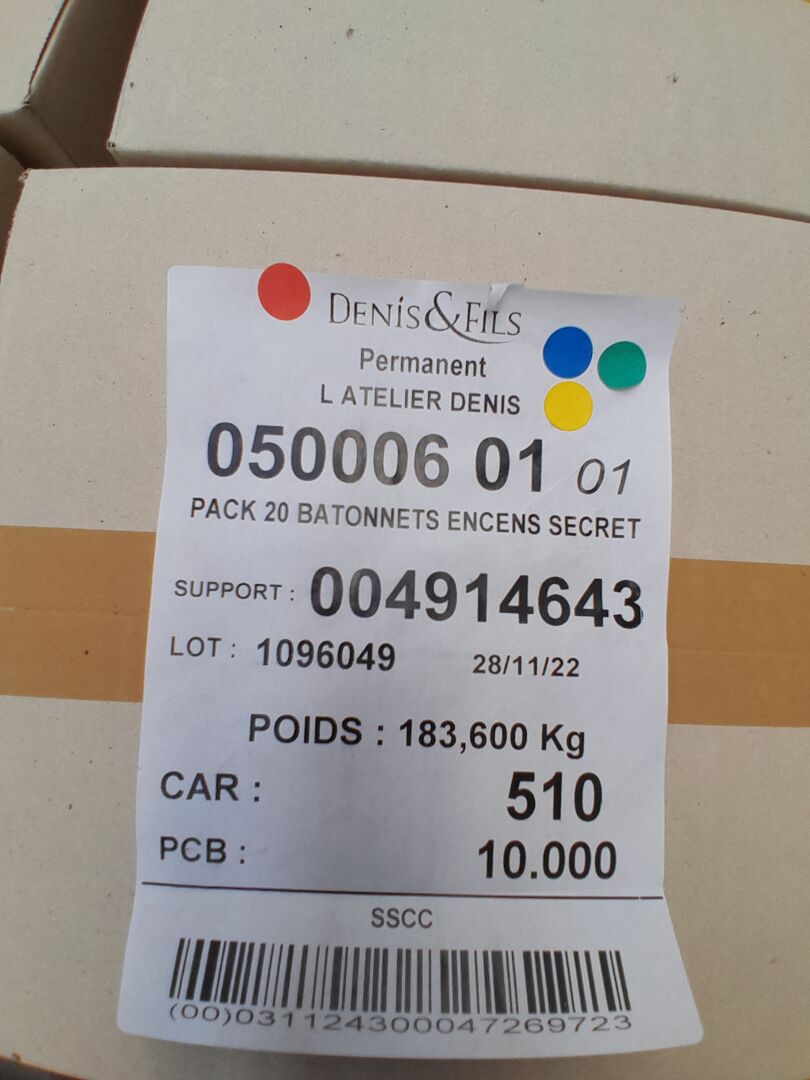 DENIS&FILS
Permanent
L ATELIER DENIS
050006 01 01
PACK 20 BATONNETS ENCENS SECRET
SUPPORT : 004914643
LOT : 1096049 28/11/22
POIDS : 183,600 Kg
CAR : 510
PCB : 10.000
SSCC
(00)031124300047269723